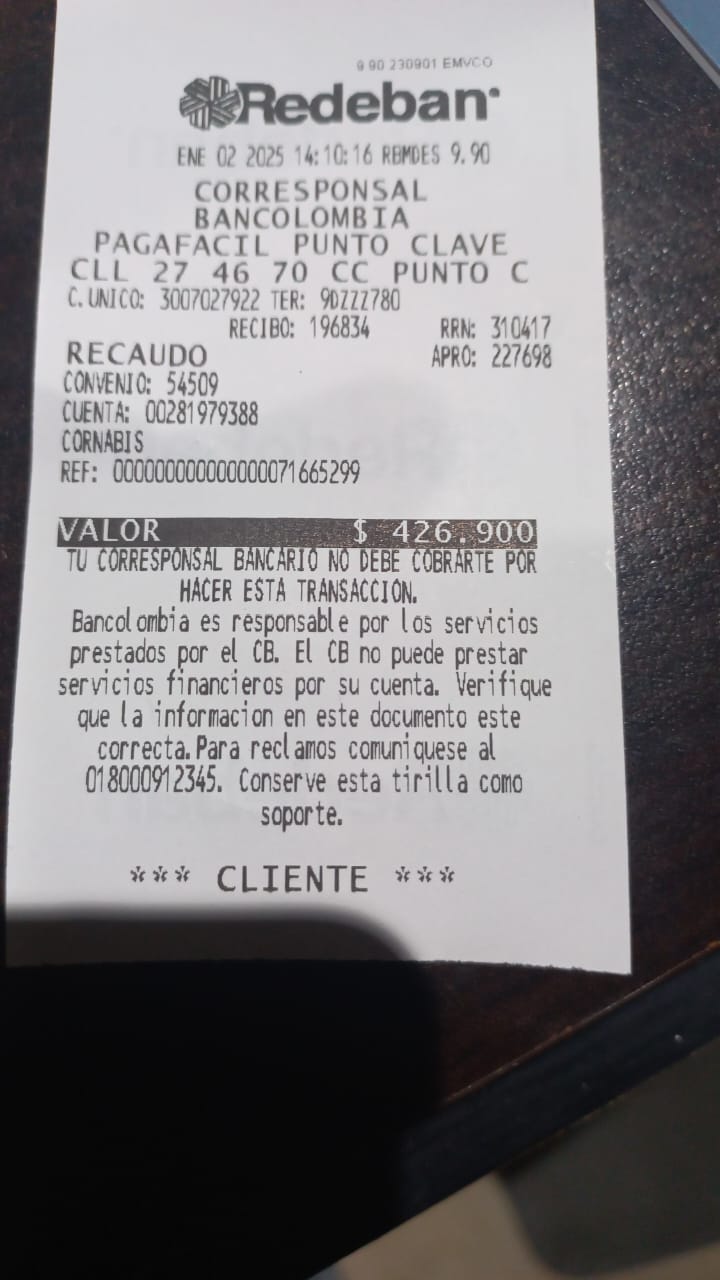 9 90 230901 EMVCO
Redeban
ENE 02 2025 14:10:16 RBMDES 9.90
CORRESPONSAL
BANCOLOMBIA
PAGAFACIL PUNTO CLAVE
CLL 27 46 70 CC PUNTO C
C. UNICO: 3007027922 TER: 9DZZZ780
RECIBO: 196834 RRN: 310417
RECAUDO APRO: 227698
CONVENIO: 54509
CUENTA: 00281979388
CORNABIS
REF: 000000000000000071665299
VALOR $ 426.900
TU CORRESPONSAL BANCARIO NO DEBE COBRARTE POR
HACER ESTA TRANSACCION.
Bancolombia es responsable por los servicios
prestados por el CB. El CB no puede prestar
servicios financieros por su cuenta. Verifique
que la informacion en este documento este
correcta. Para reclamos comuniquese al
018000912345. Conserve esta tirilla como
soporte.
*** CLIENTE ***